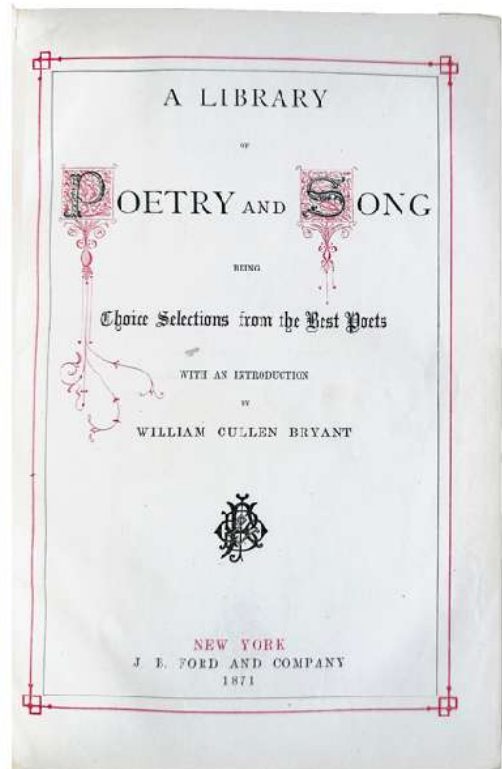 A LIBRARY
OF
POETRY AND SONG
BEING
Choice Selections from the Best Poets
WITH AN INTRODUCTION
BY
WILLIAM CULLEN BRYANT
NEW YORK
J. B. FORD AND COMPANY
1871